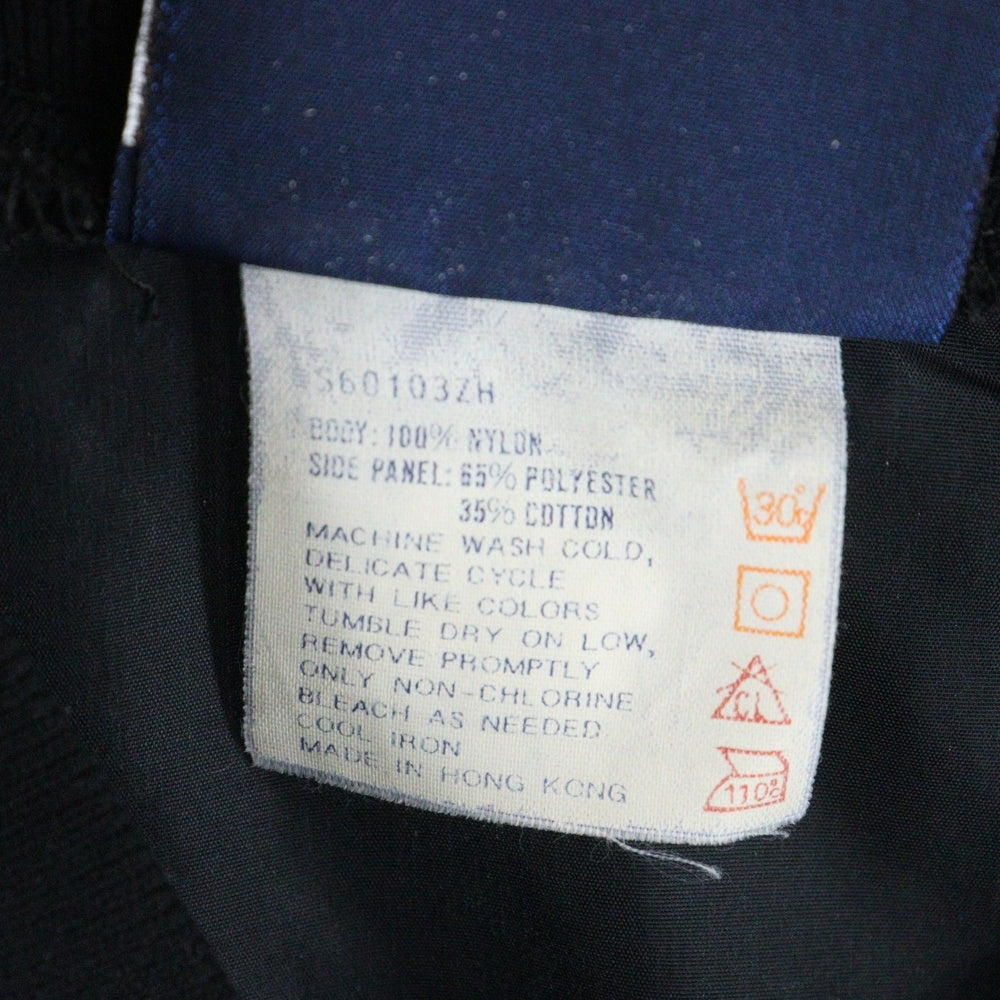 S60103ZH
BODY: 100% NYLON
SIDE PANEL: 65% POLYESTER
35% COTTON
MACHINE WASH COLD,
DELICATE CYCLE
WITH LIKE COLORS
TUMBLE DRY ON LOW,
REMOVE PROMPTLY
ONLY NON-CHLORINE
BLEACH AS NEEDED
COOL IRON
MADE IN HONG KONG
30°c
CL
110°c